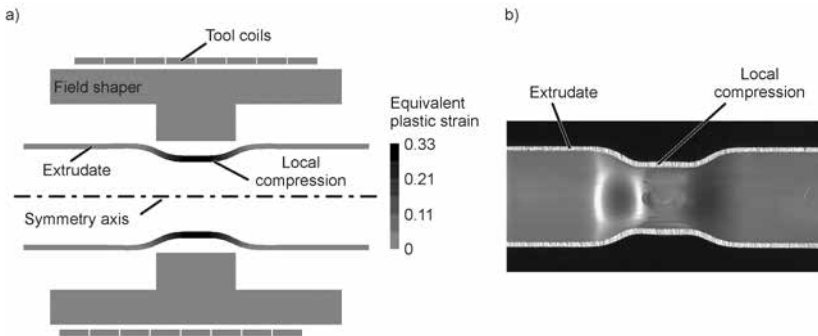 a)
Tool coils
Field shaper
Equivalent
plastic strain
0.33
0.21
0.11
0
Extrudate
Local
compression
Symmetry axis
b)
Extrudate
Local
compression